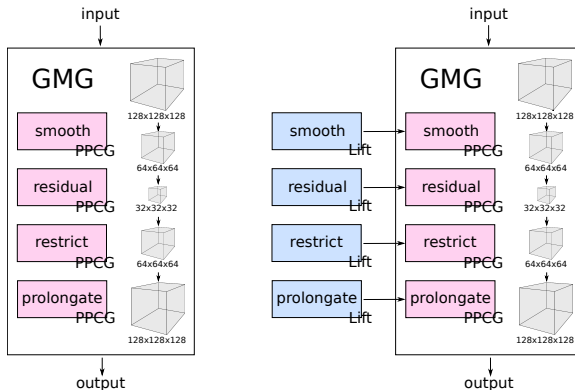 input
GMG
128x128x128
smooth
PPCG
64x64x64
residual
PPCG
32x32x32
restrict
PPCG
64x64x64
prolongate
PPCG
128x128x128
output
input
GMG
128x128x128
smooth
Lift
smooth
PPCG
64x64x64
residual
Lift
residual
PPCG
32x32x32
restrict
Lift
restrict
PPCG
64x64x64
prolongate
Lift
prolongate
PPCG
128x128x128
output